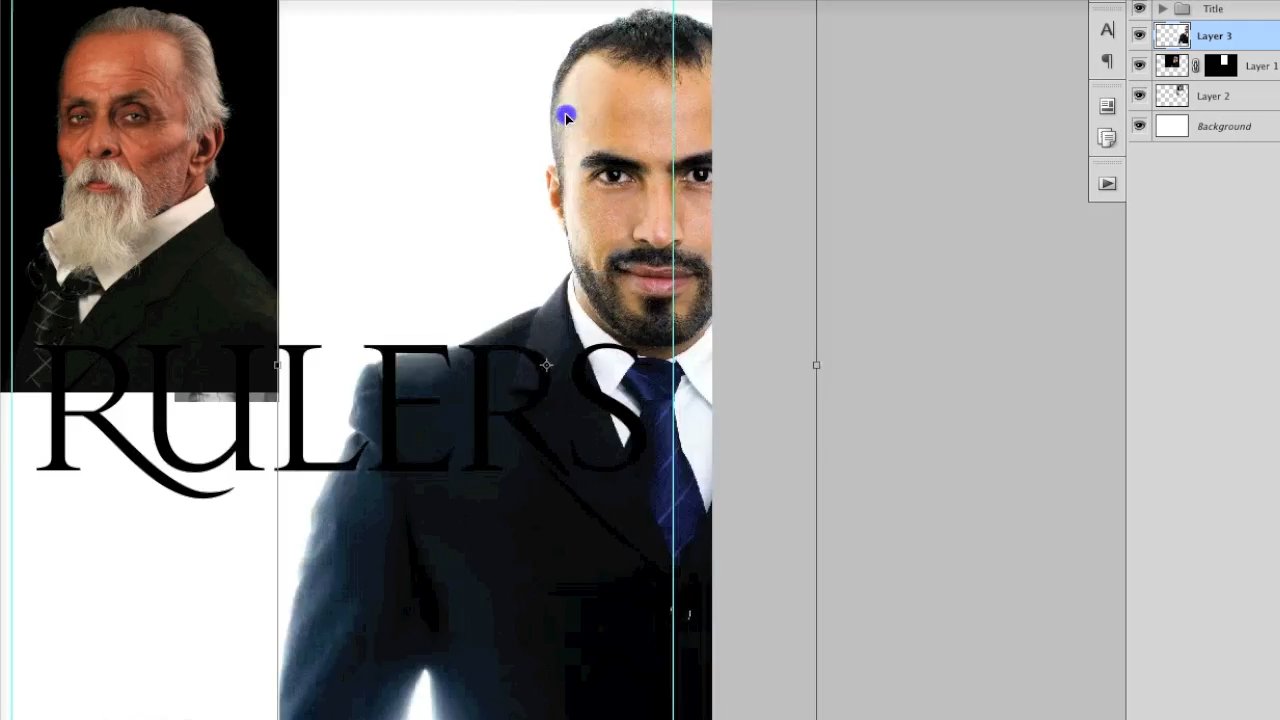 Title
Layer 3
Layer 1
Layer 2
Background
RULERS